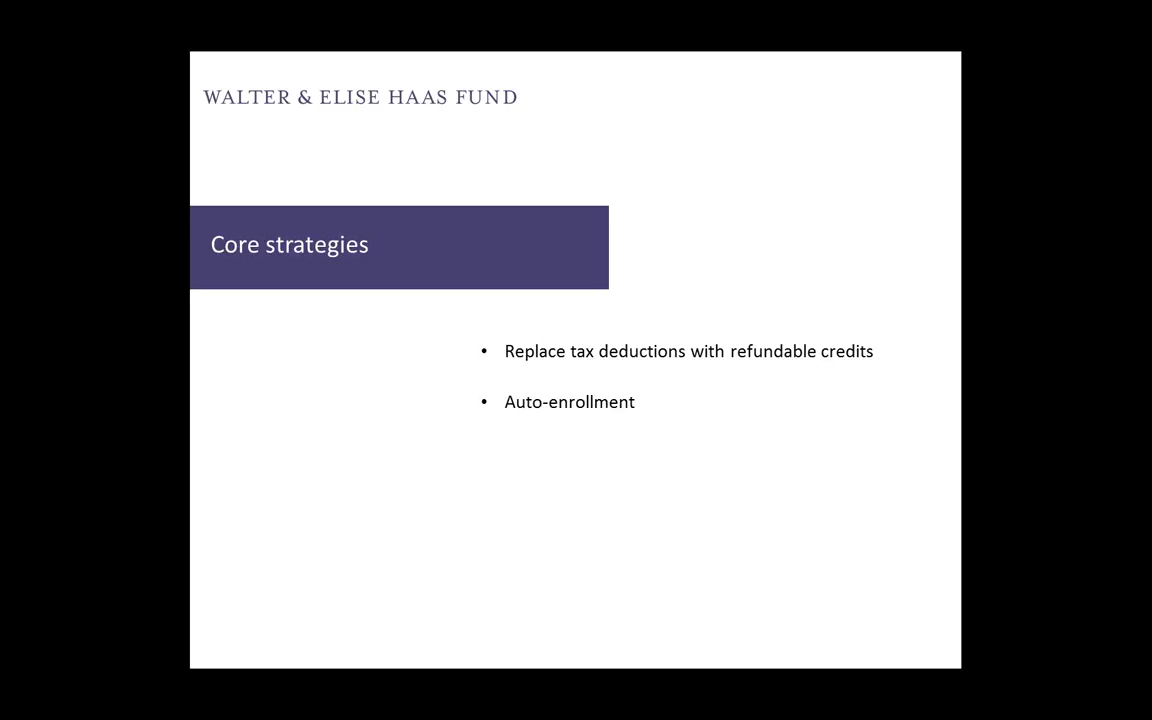 WALTER & ELISE HAAS FUND
Core strategies
• Replace tax deductions with refundable credits
• Auto-enrollment